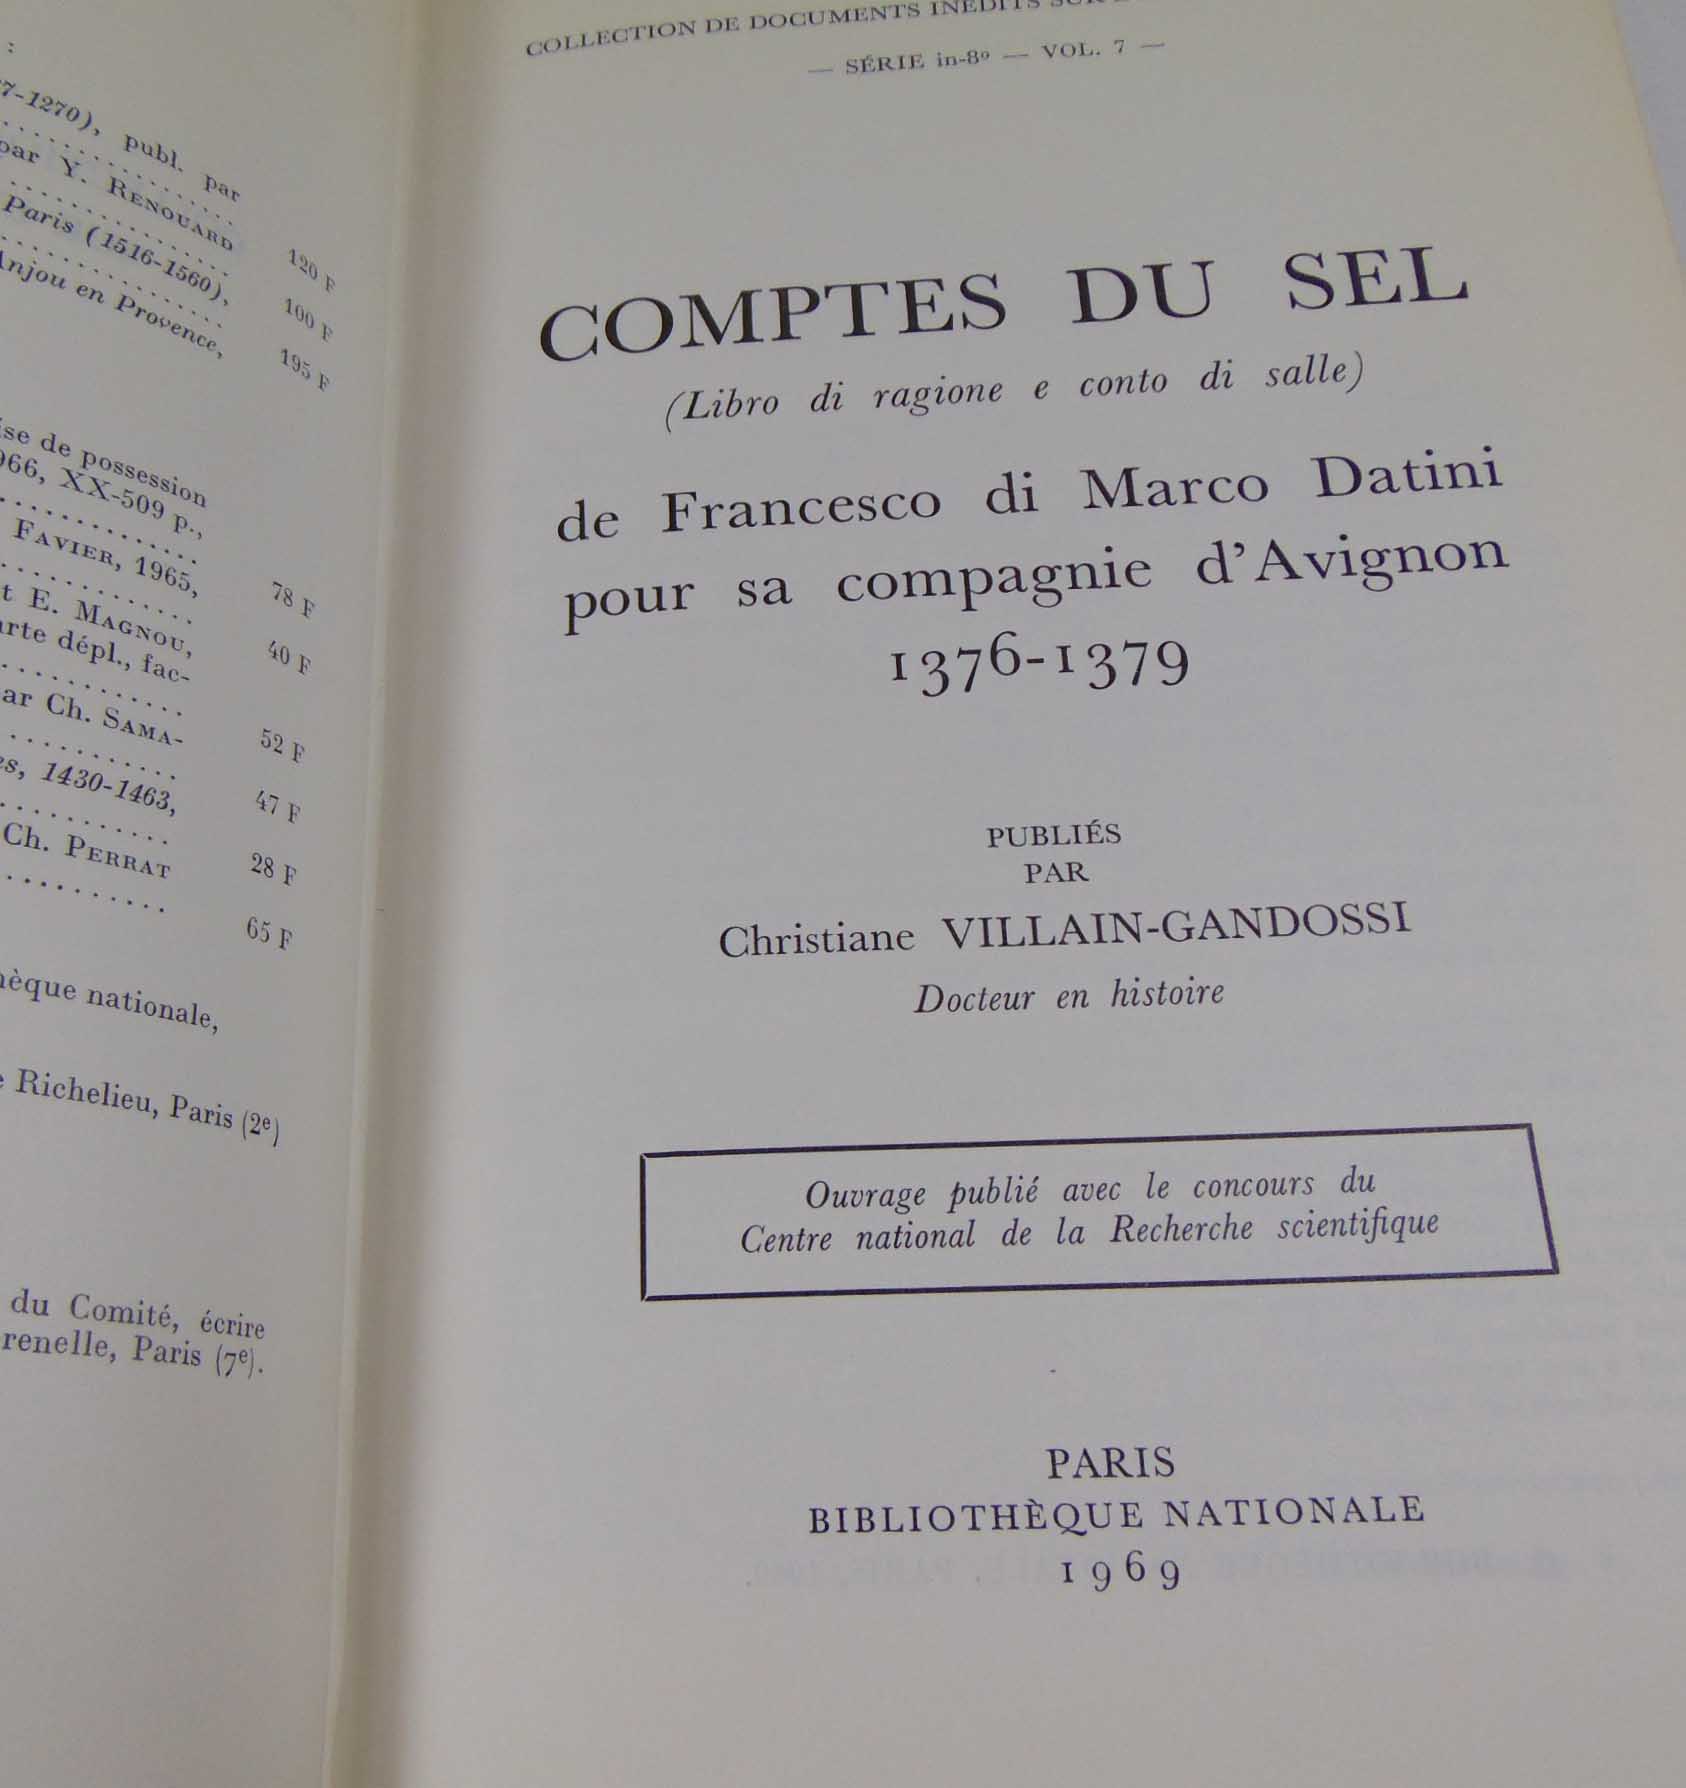 :
7-1270), publ. par
par Y. RENOUARD
120 F
Paris (1516-1560),
100 F
Anjou en Provence,
195 F
ise de possession
966, XX-509 p.,
78 F
FAVIER, 1965,
40 F
t E. MAGNOU,
arte dépl., fac-
52 F
ar Ch. SAMA-
47 F
es, 1430-1463,
28 F
Ch. PERRAT
65 F
hèque nationale,
e Richelieu, Paris (2e)
du Comité, écrire
renelle, Paris (7e).
COLLECTION DE DOCUMENTS INÉDITS
— SÉRIE in-8º — VOL. 7 —
COMPTES DU SEL
(Libro di ragione e conto di salle)
de Francesco di Marco Datini
pour sa compagnie d'Avignon
1376-1379
PUBLIÉS
PAR
Christiane VILLAIN-GANDOSSI
Docteur en histoire
Ouvrage publié avec le concours du
Centre national de la Recherche scientifique
PARIS
BIBLIOTHÈQUE NATIONALE
1969